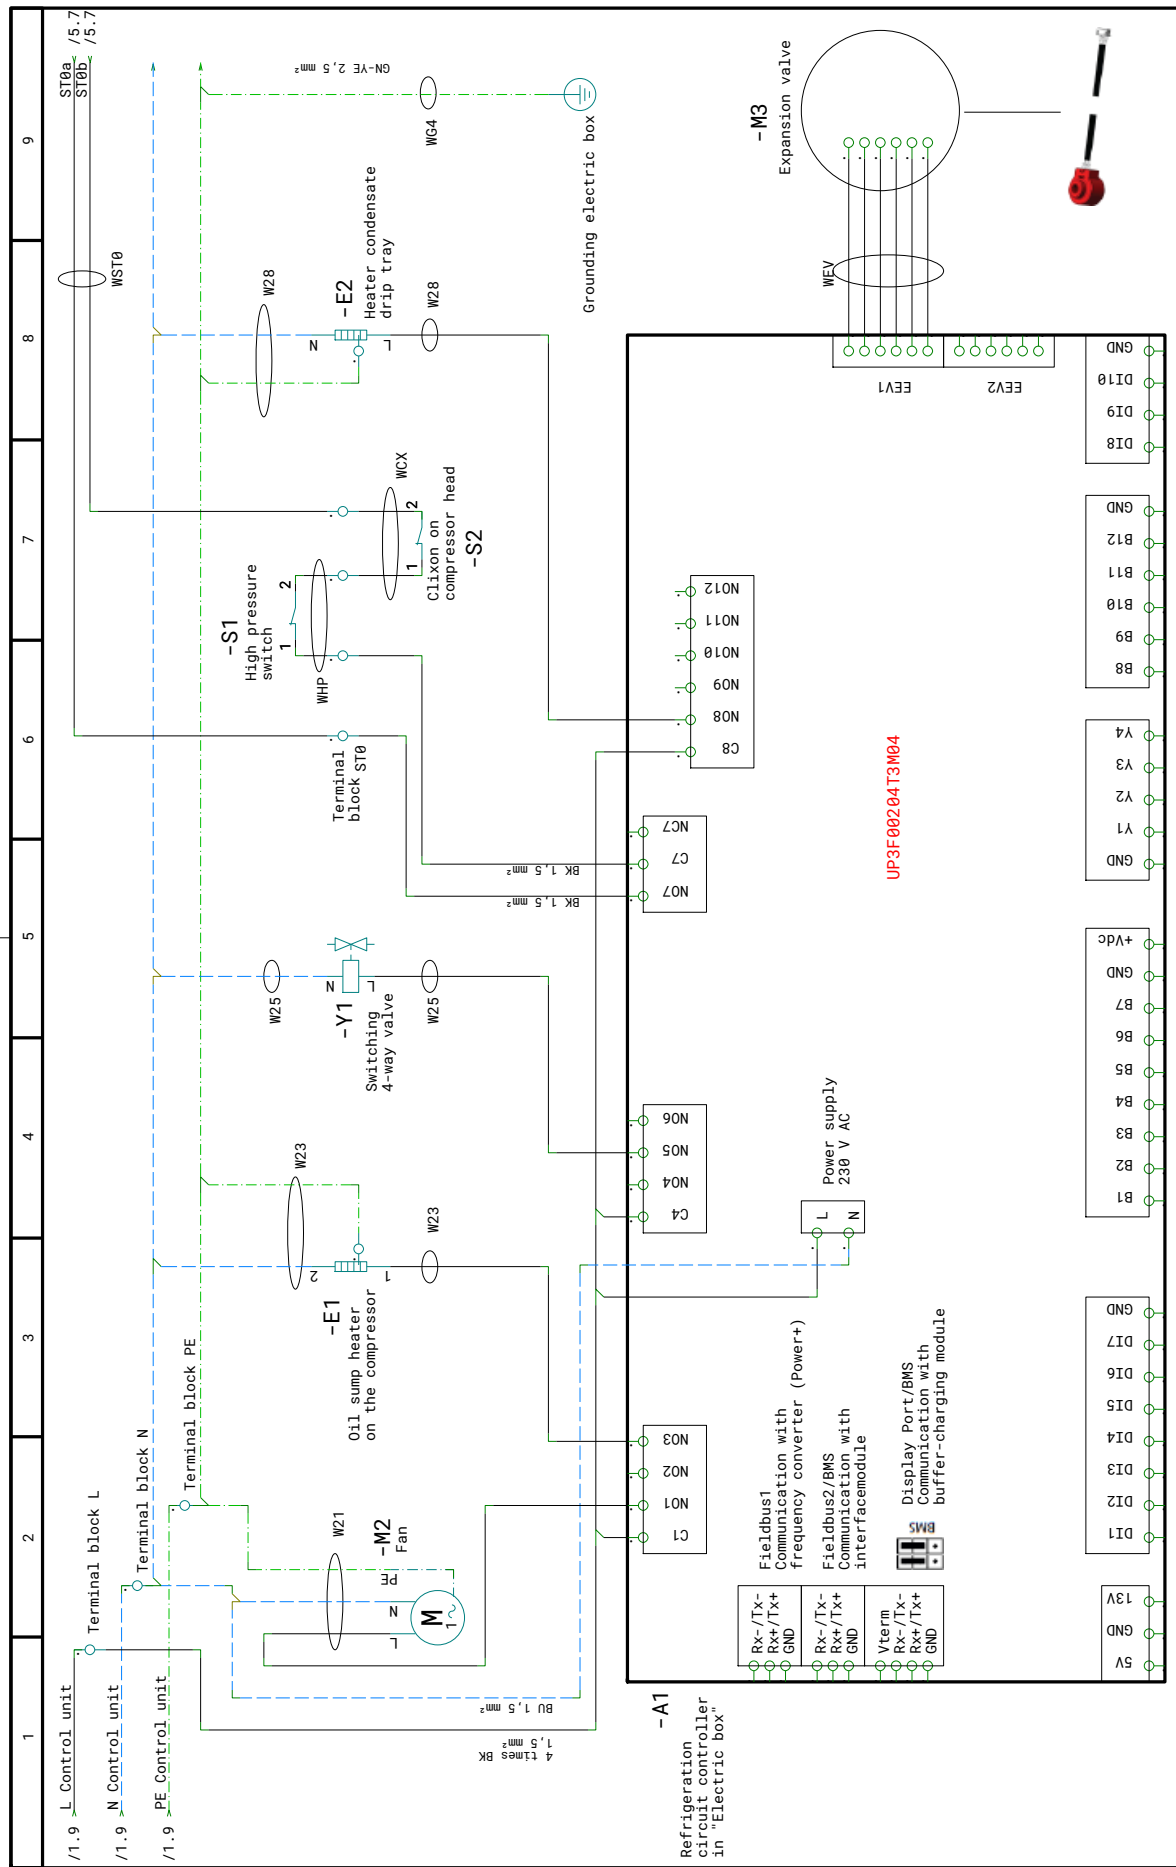 1
2
3
4
5
6
7
8
9
/1.9
L Control unit
/1.9
N Control unit
/1.9
PE Control unit
Terminal block L
Terminal block N
Terminal block PE
ST0a
/5.7
ST0b
/5.7
WST0
4 times BK
1,5 mm²
BU 1,5 mm²
W21
L
N
PE
M
1~
-M2
Fan
W23
2
1
-E1
Oil sump heater
on the compressor
W23
W25
N
L
-Y1
Switching
4-way valve
W25
Terminal
block ST0
BK 1,5 mm²
BK 1,5 mm²
-S1
High pressure
switch
1
2
WHP
WCX
1
2
Clixon on
compressor head
-S2
W28
N
L
-E2
Heater condensate
drip tray
W28
GN-YE 2,5 mm²
WG4
Grounding electric box
-A1
Refrigeration
circuit controller
in "Electric box"
C1
NO1
NO2
NO3
C4
NO4
NO5
NO6
NO7
C7
NC7
C8
NO8
NO9
NO10
NO11
NO12
Rx-/Tx-
Rx+/Tx+
GND
Fieldbus1
Communication with
frequency converter (Power+)
Rx-/Tx-
Rx+/Tx+
GND
Fieldbus2/BMS
Communication with
interfacemodule
Vterm
Rx-/Tx-
Rx+/Tx+
GND
BMS
Display Port/BMS
Communication with
buffer-charging module
L
N
Power supply
230 V AC
UP3F00204T3M04
EEV1
EEV2
WEV
-M3
Expansion valve
5V
GND
13V
DI1
DI2
DI3
DI4
DI5
DI6
DI7
GND
B1
B2
B3
B4
B5
B6
B7
GND
+Vdc
GND
Y1
Y2
Y3
Y4
B8
B9
B10
B11
B12
GND
DI8
DI9
DI10
GND